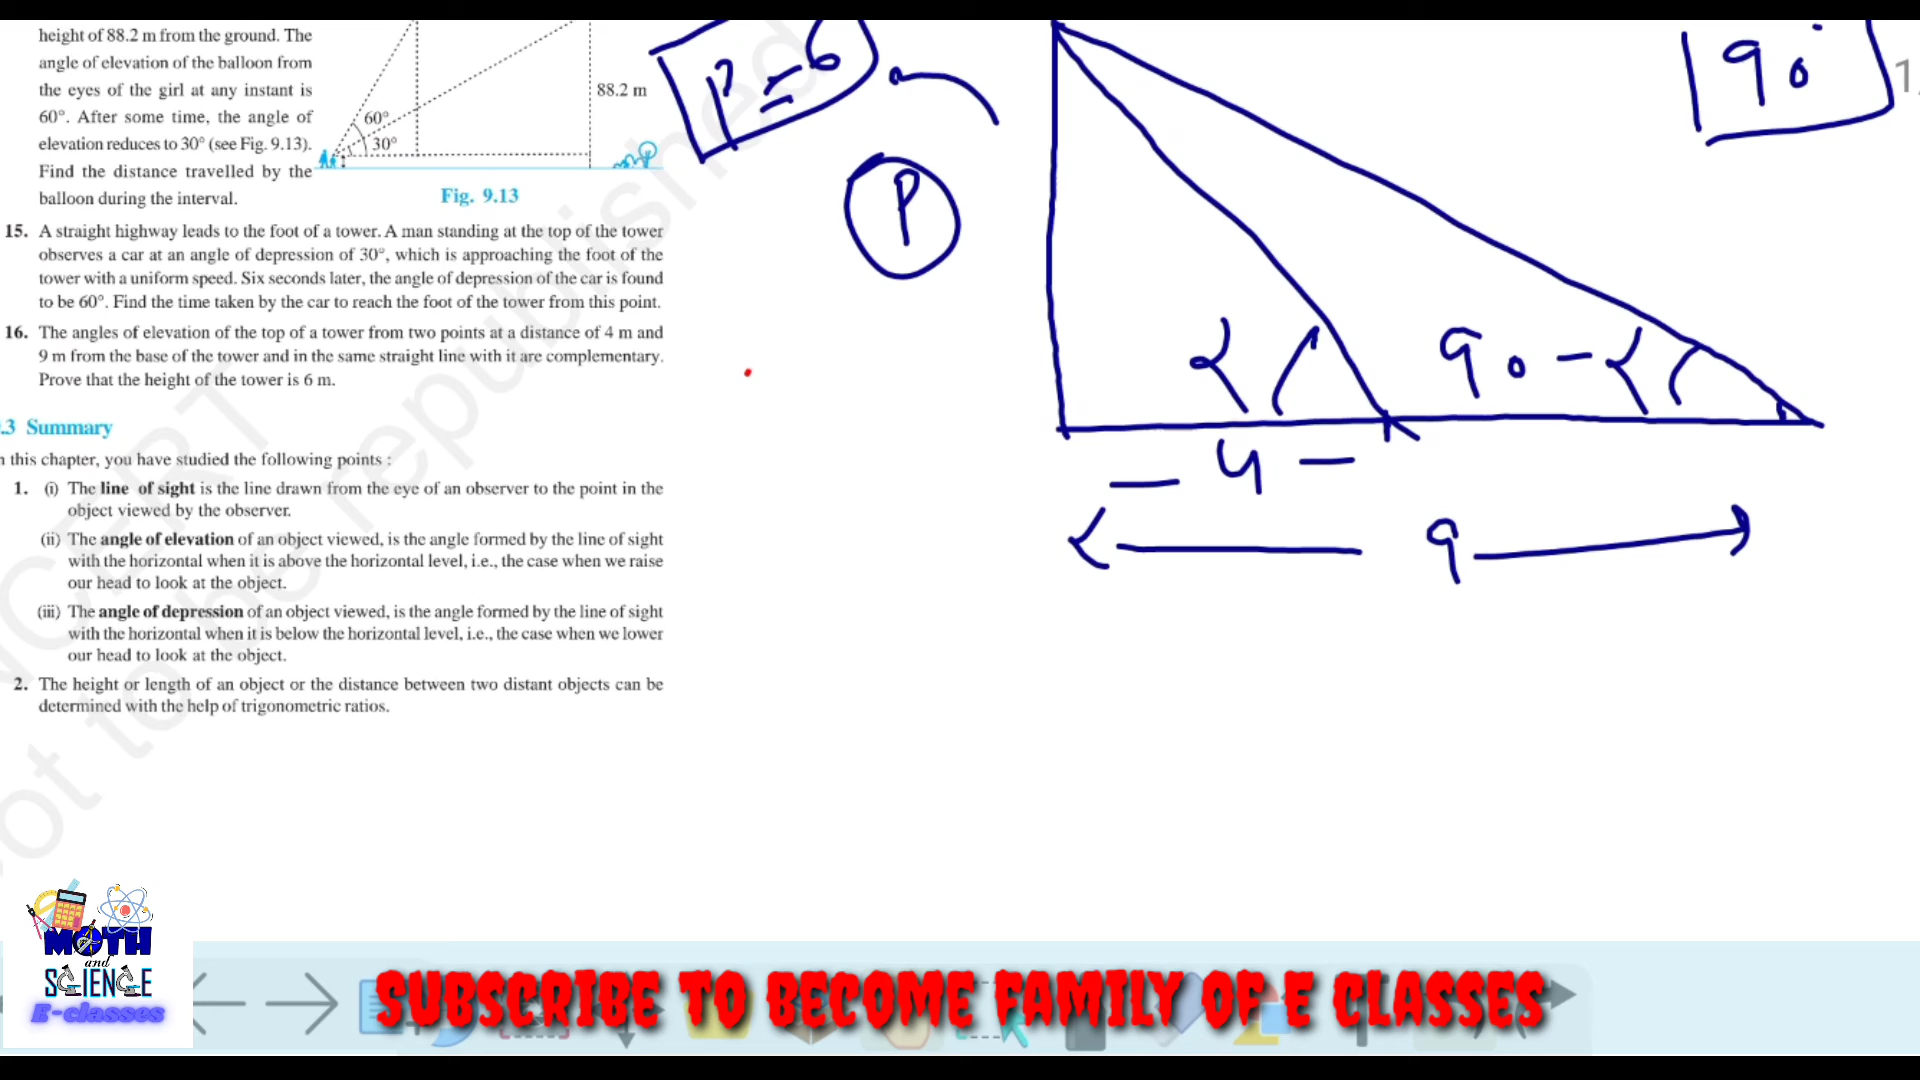 height of 88.2 m from the ground. The
angle of elevation of the balloon from
the eyes of the girl at any instant is
60°. After some time, the angle of
elevation reduces to 30° (see Fig. 9.13).
Find the distance travelled by the
balloon during the interval.
60°
30°
88.2 m
Fig. 9.13
15. A straight highway leads to the foot of a tower. A man standing at the top of the tower
observes a car at an angle of depression of 30°, which is approaching the foot of the
tower with a uniform speed. Six seconds later, the angle of depression of the car is found
to be 60°. Find the time taken by the car to reach the foot of the tower from this point.
16. The angles of elevation of the top of a tower from two points at a distance of 4 m and
9 m from the base of the tower and in the same straight line with it are complementary.
Prove that the height of the tower is 6 m.
.3 Summary
this chapter, you have studied the following points :
1. (i) The line of sight is the line drawn from the eye of an observer to the point in the
object viewed by the observer.
(ii) The angle of elevation of an object viewed, is the angle formed by the line of sight
with the horizontal when it is above the horizontal level, i.e., the case when we raise
our head to look at the object.
(iii) The angle of depression of an object viewed, is the angle formed by the line of sight
with the horizontal when it is below the horizontal level, i.e., the case when we lower
our head to look at the object.
2. The height or length of an object or the distance between two distant objects can be
determined with the help of trigonometric ratios.
not to be republished
P = 6
P
90°
α
90 - α
4
9
MATH
and
SCIENCE
E-classes
SUBSCRIBE TO BECOME FAMILY OF E CLASSES